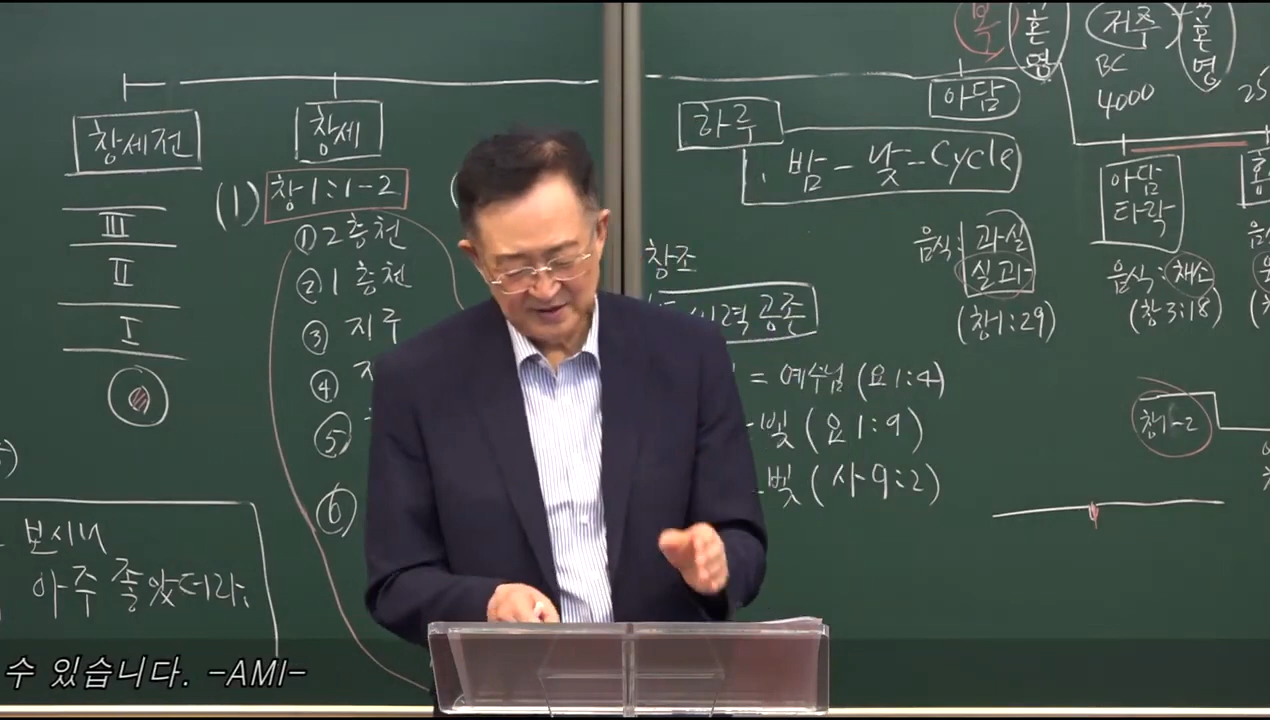 창세전
III
II
I
창세
(1) 창1:1-2
① 2층천
② 1층천
③ 지구
④
⑤
⑥
보시니
아주 좋았더라.
하루
밤-낮-Cycle
창조
공존
= 예수님 (요1:4)
빛 (요1:9)
빛 (사9:2)
아담
음식: 과실
실과
(창1:29)
저주
BC
4000
아담
타락
음식: 채소
(창3:18)
창1-2
수 있습니다. -AMI-